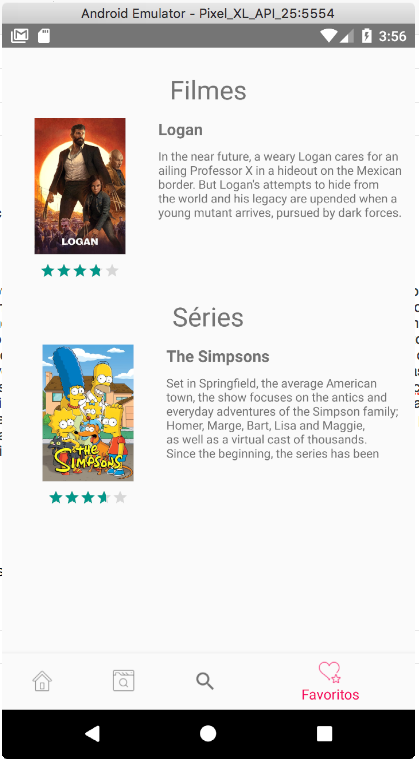 Android Emulator - Pixel_XL_API_25:5554
3:56
Filmes
Logan
In the near future, a weary Logan cares for an
ailing Professor X in a hideout on the Mexican
border. But Logan's attempts to hide from
the world and his legacy are upended when a
young mutant arrives, pursued by dark forces.
LOGAN
Séries
The Simpsons
Set in Springfield, the average American
town, the show focuses on the antics and
everyday adventures of the Simpson family;
Homer, Marge, Bart, Lisa and Maggie,
as well as a virtual cast of thousands.
Since the beginning, the series has been
THE SIMPSONS
Favoritos